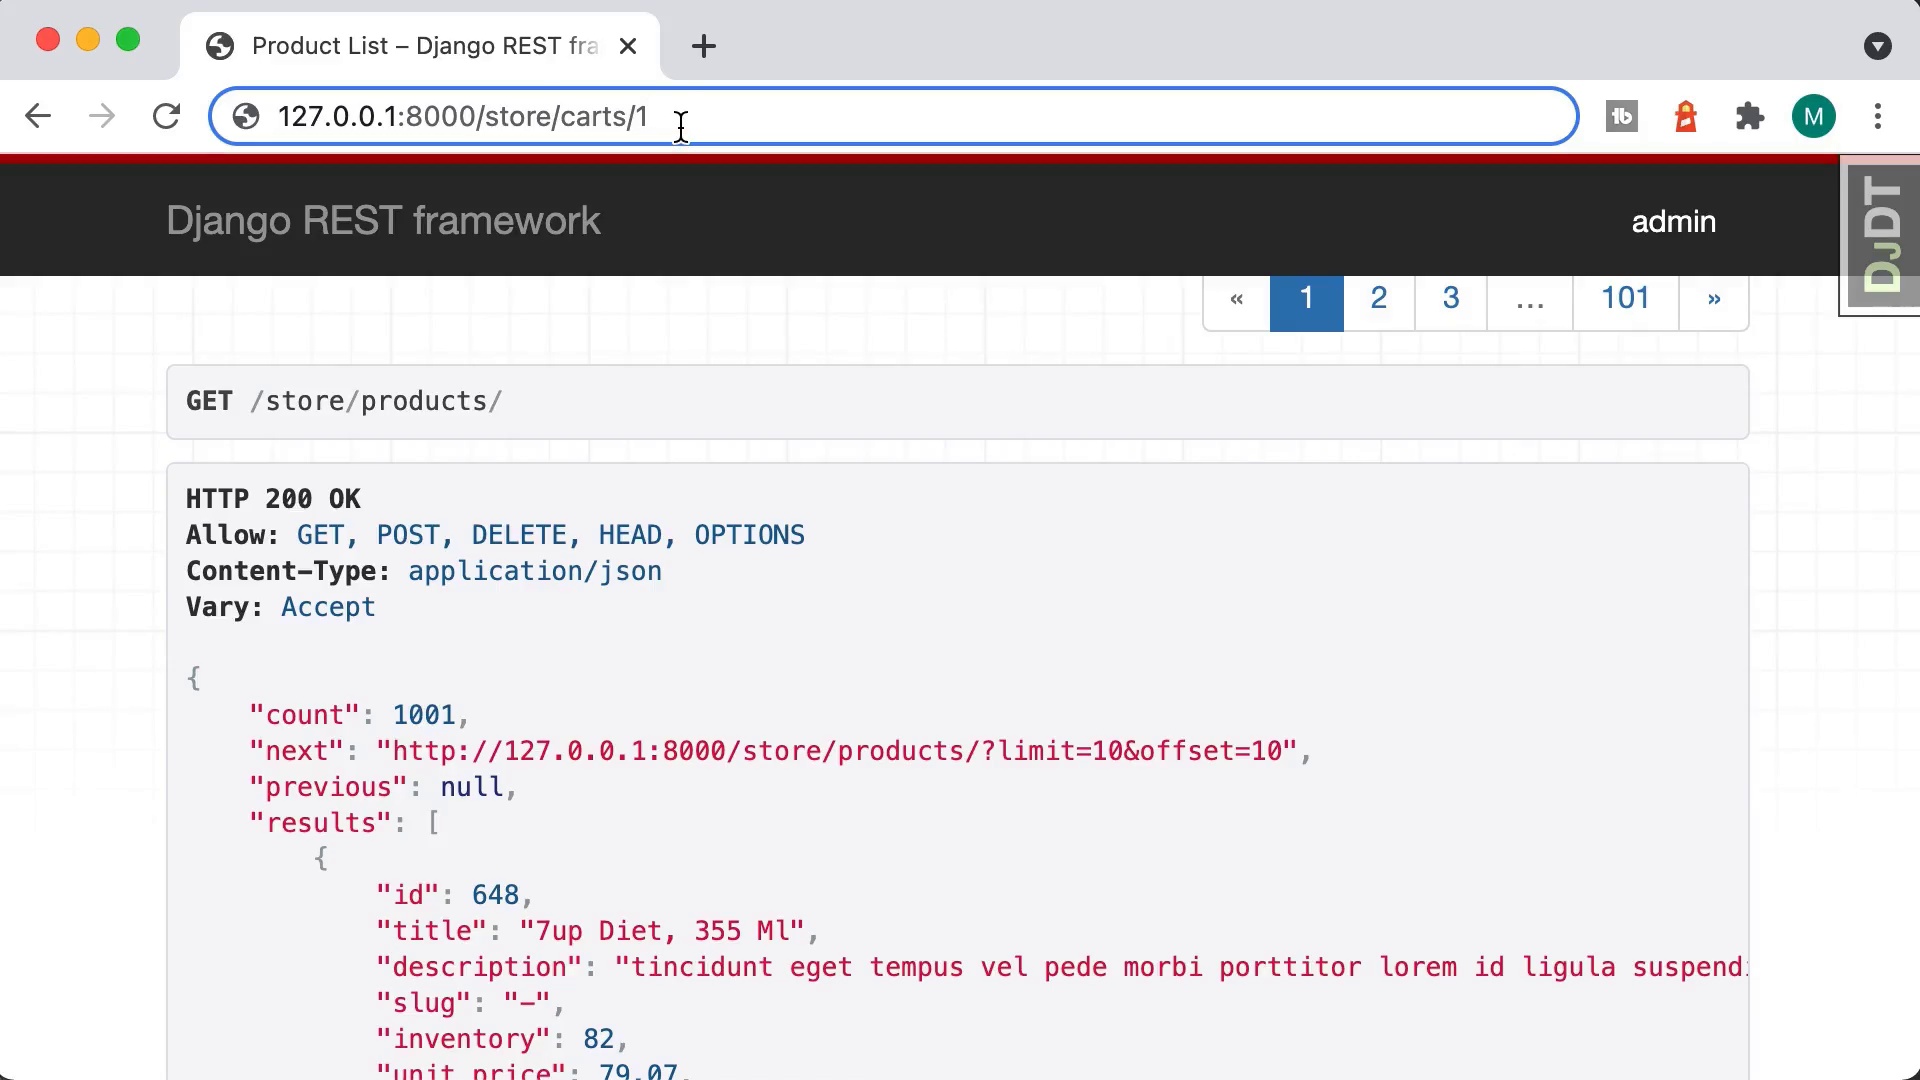 Product List – Django REST fra
127.0.0.1:8000/store/carts/1
tb
M
Django REST framework
admin
DJDT
« 1 2 3 ... 101 »
GET /store/products/
HTTP 200 OK
Allow: GET, POST, DELETE, HEAD, OPTIONS
Content-Type: application/json
Vary: Accept
{
"count": 1001,
"next": "http://127.0.0.1:8000/store/products/?limit=10&offset=10",
"previous": null,
"results": [
{
"id": 648,
"title": "7up Diet, 355 Ml",
"description": "tincidunt eget tempus vel pede morbi porttitor lorem id ligula suspendi
"slug": "-",
"inventory": 82,
"unit_price": 79.07,